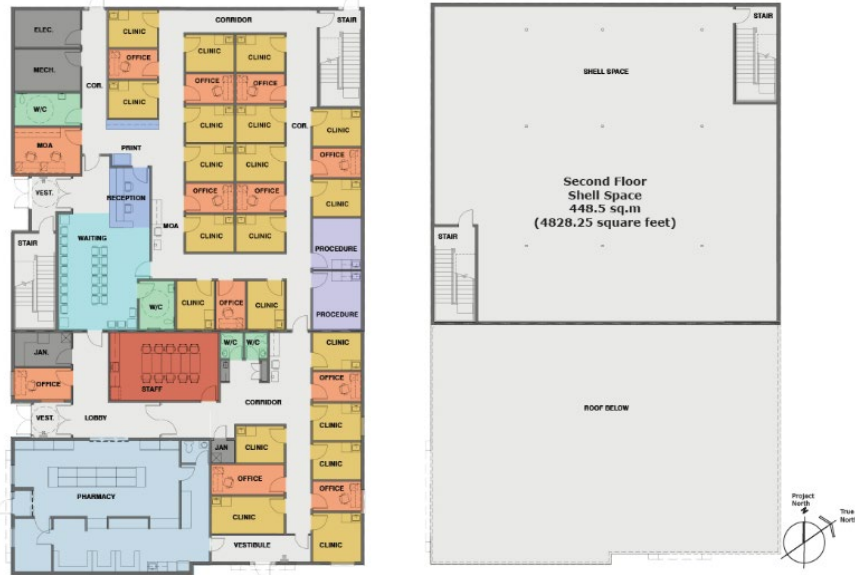 CORRIDOR
STAIR
ELEC.
CLINIC
CLINIC
CLINIC
OFFICE
MECH.
OFFICE
OFFICE
COR.
CLINIC
W/C
CLINIC
CLINIC
COR.
CLINIC
MOA
PRINT
CLINIC
CLINIC
OFFICE
VEST.
RECEPTION
OFFICE
OFFICE
CLINIC
MOA
STAIR
WAITING
CLINIC
CLINIC
PROCEDURE
W/C
CLINIC
OFFICE
CLINIC
PROCEDURE
JAN.
W/C
W/C
CLINIC
OFFICE
STAFF
OFFICE
CORRIDOR
VEST.
LOBBY
CLINIC
JAN
CLINIC
CLINIC
OFFICE
PHARMACY
OFFICE
CLINIC
VESTIBULE
CLINIC
STAIR
SHELL SPACE
Second Floor
Shell Space
448.5 sq.m
(4828.25 square feet)
STAIR
ROOF BELOW
Project
North
N
True
North